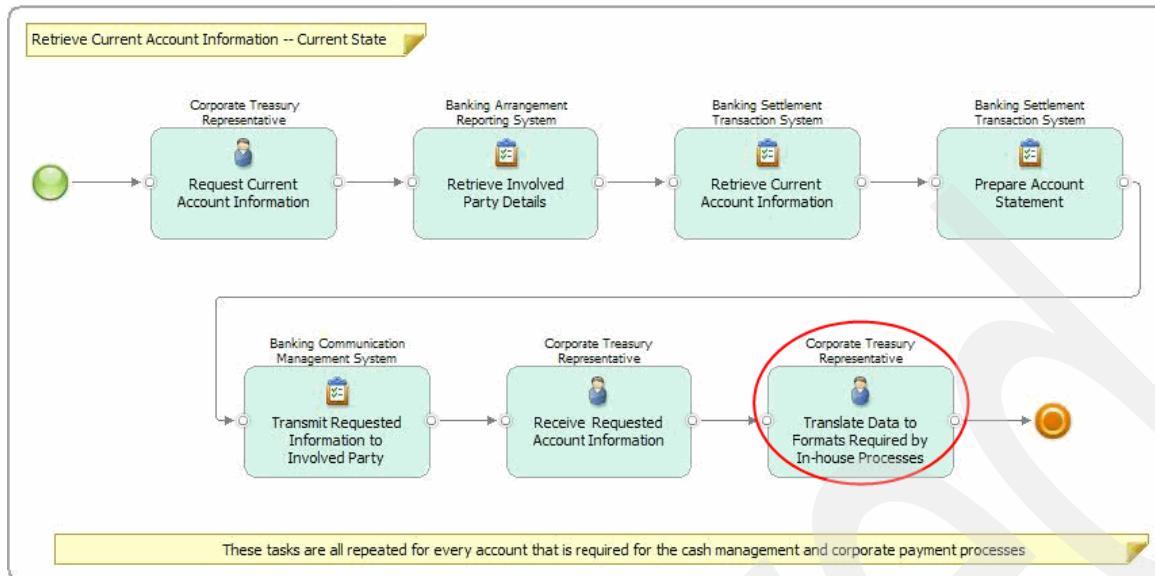 Retrieve Current Account Information -- Current State
Corporate Treasury
Representative
Request Current
Account Information
Banking Arrangement
Reporting System
Retrieve Involved
Party Details
Banking Settlement
Transaction System
Retrieve Current
Account Information
Banking Settlement
Transaction System
Prepare Account
Statement
Banking Communication
Management System
Transmit Requested
Information to
Involved Party
Corporate Treasury
Representative
Receive Requested
Account Information
Corporate Treasury
Representative
Translate Data to
Formats Required by
In-house Processes
These tasks are all repeated for every account that is required for the cash management and corporate payment processes